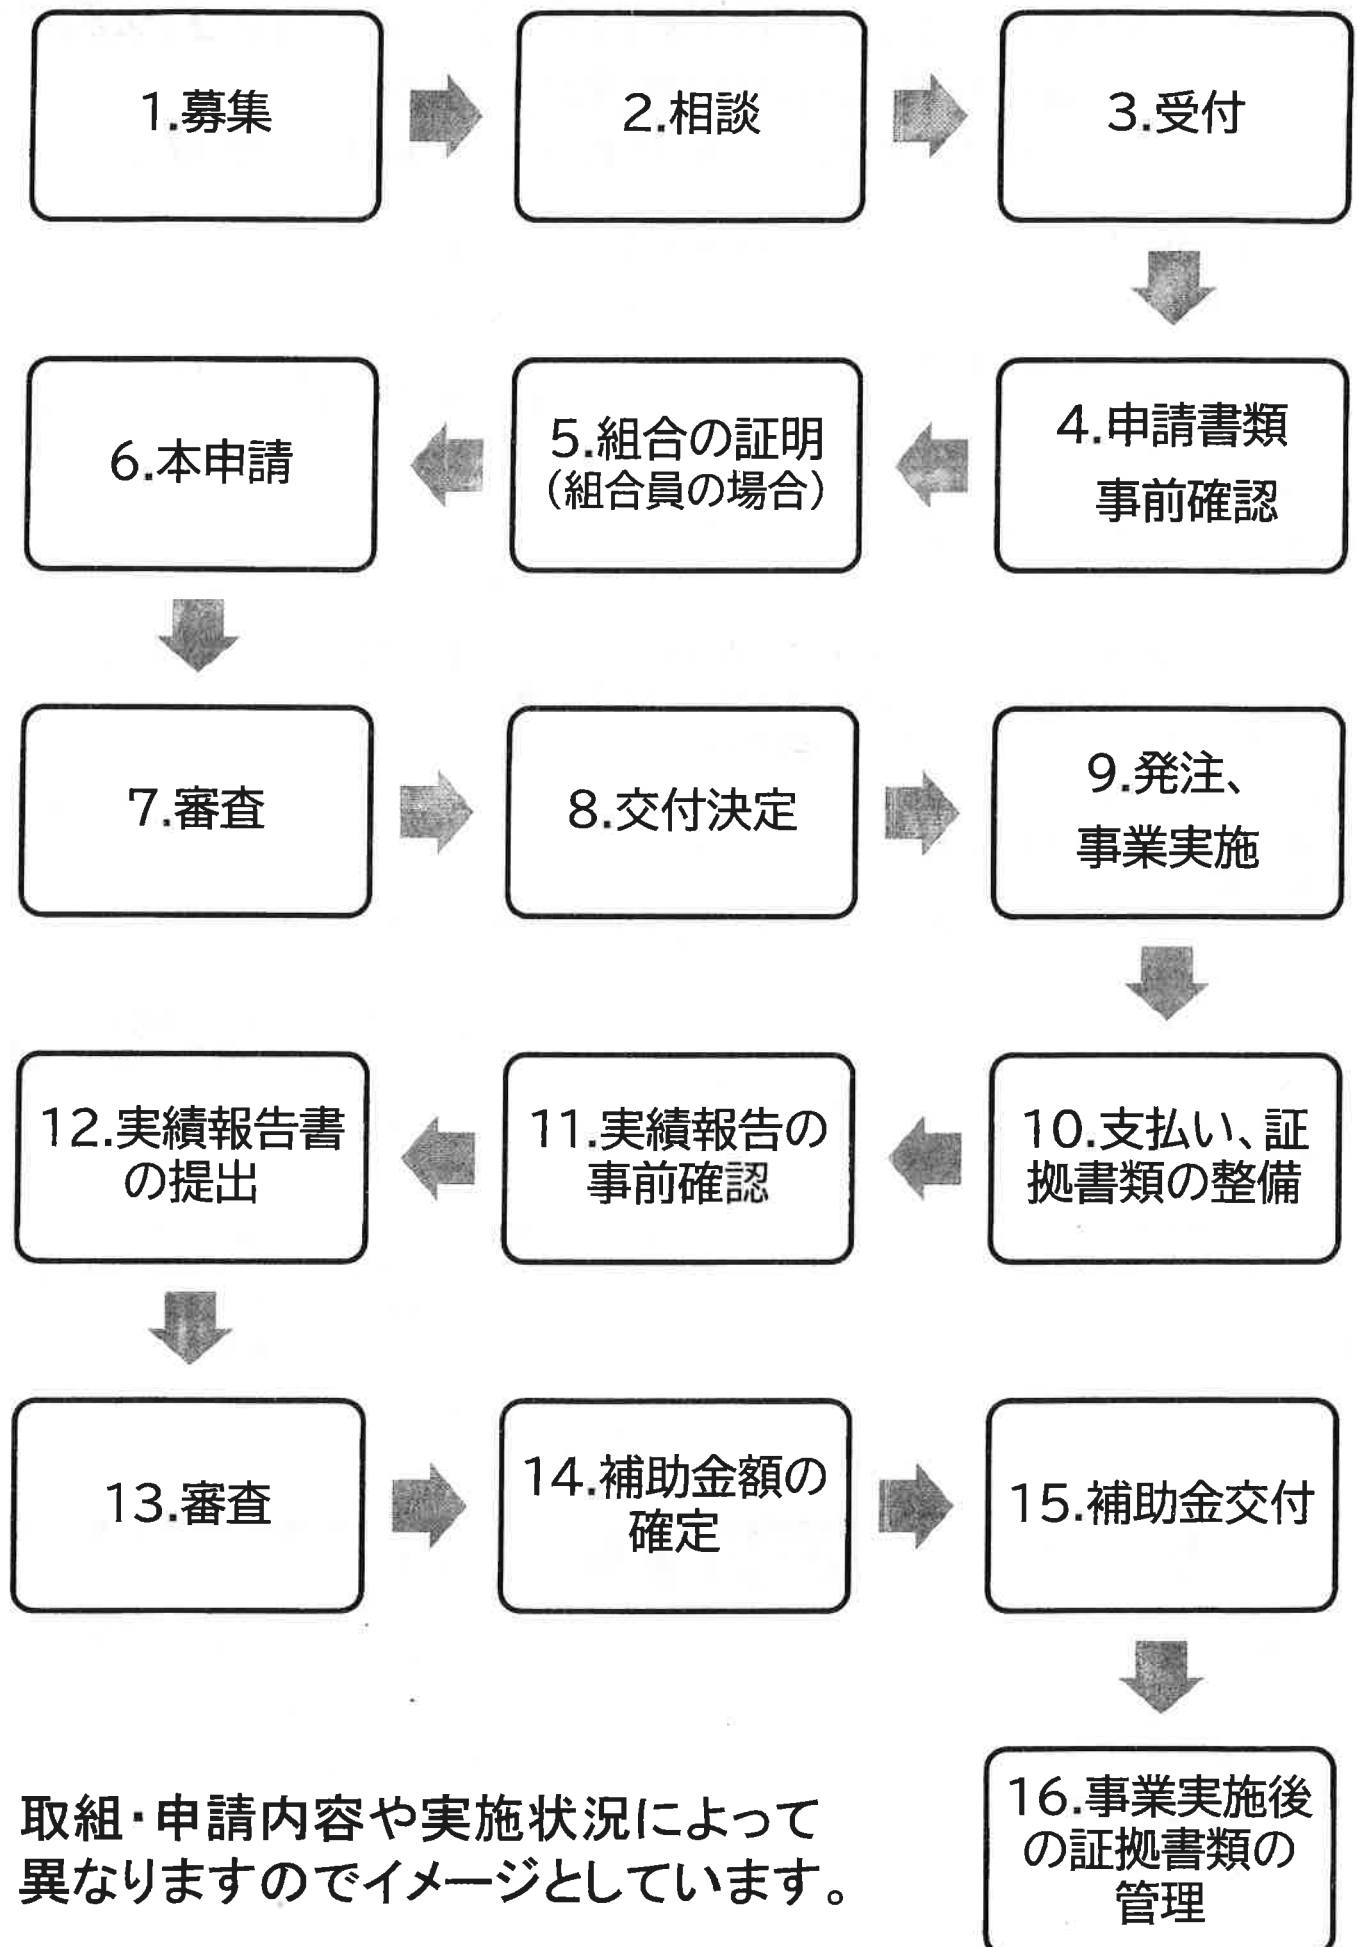 1.募集
2.相談
3.受付
4.申請書類
事前確認
5.組合の証明
（組合員の場合）
6.本申請
7.審査
8.交付決定
9.発注、
事業実施
10.支払い、証
拠書類の整備
11.実績報告の
事前確認
12.実績報告書
の提出
13.審査
14.補助金額の
確定
15.補助金交付
16.事業実施後
の証拠書類の
管理
取組・申請内容や実施状況によって
異なりますのでイメージとしています。